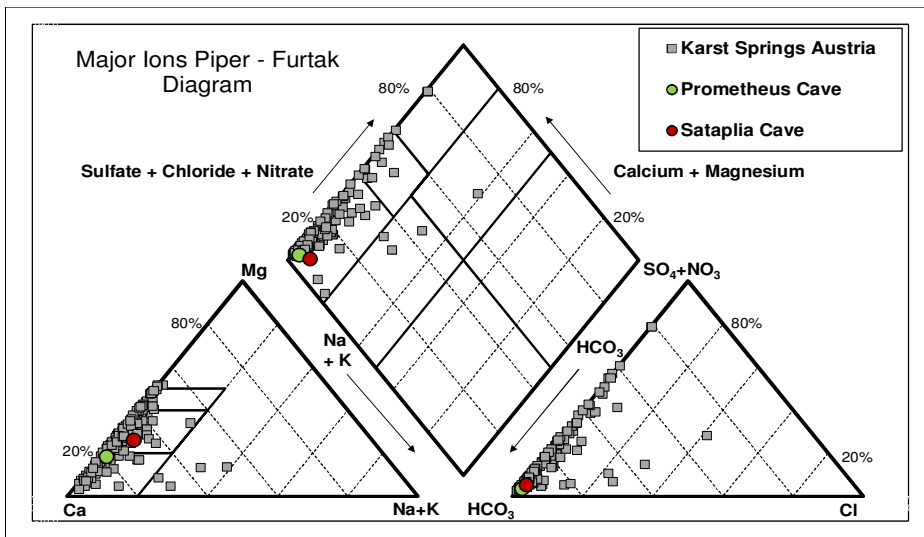 Major Ions Piper - Furtak
Diagram
Karst Springs Austria
Prometheus Cave
Sataplia Cave
80%
80%
Sulfate + Chloride + Nitrate
Calcium + Magnesium
20%
20%
Mg
SO₄+NO₃
80%
Na
+ K
HCO₃
80%
20%
20%
Ca
Na+K
HCO₃
Cl